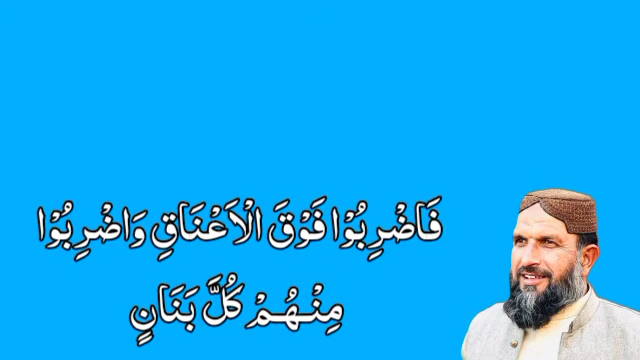 فَاضْرِبُوْا فَوْقَ الْاَعْنَاقِ وَاضْرِبُوْا
مِنْهُمْ كُلَّ بَنَانٍ